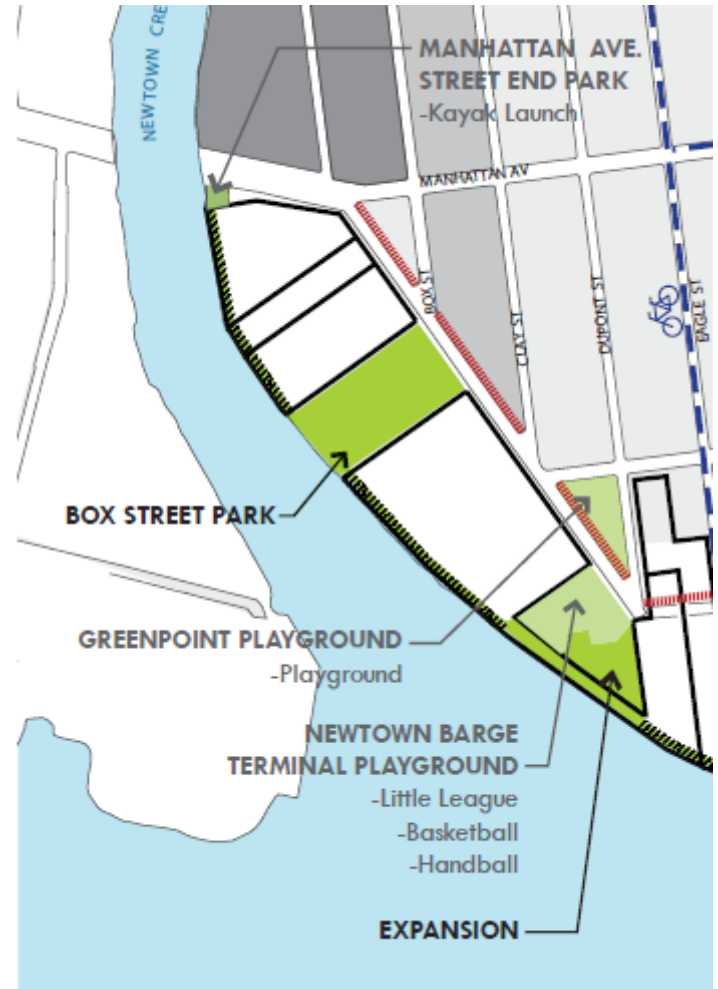 NEWTOWN CRE
MANHATTAN AVE.
STREET END PARK
-Kayak Launch
MANHATTAN AV
BOX ST
CLAY ST
DUPONT ST
EAGLE ST
BOX STREET PARK
GREENPOINT PLAYGROUND
-Playground
NEWTOWN BARGE
TERMINAL PLAYGROUND
-Little League
-Basketball
-Handball
EXPANSION